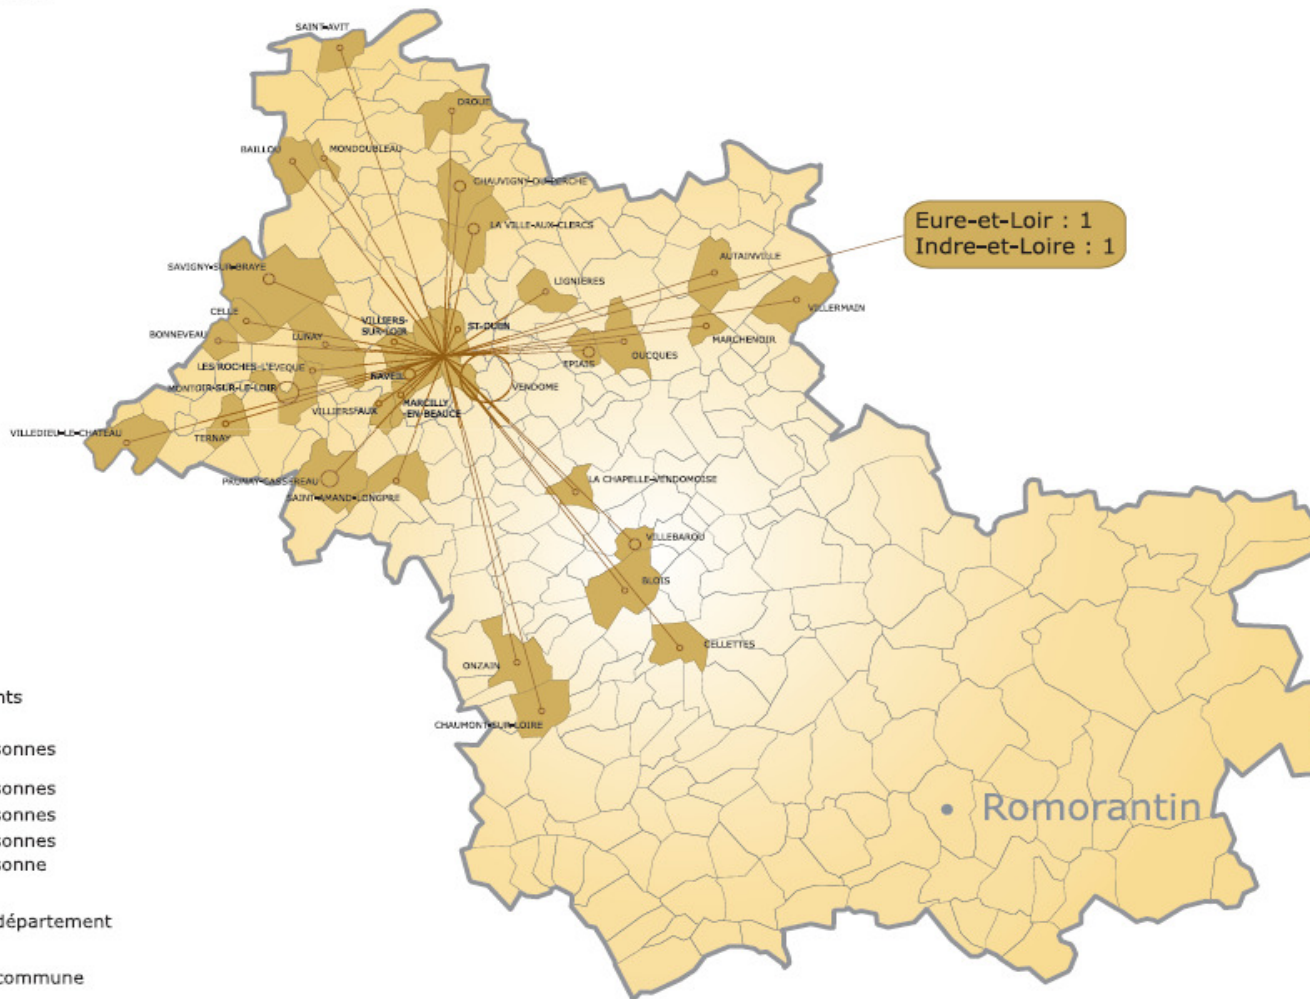 SAINT-AVIT
DROUE
BAILLOU
MONDOUBLEAU
CHAUVIGNY-DU-PERCHE
Eure-et-Loir : 1
Indre-et-Loire : 1
LA VILLE-AUX-CLERCS
AUTAINVILLE
SAVIGNY-SUR-BRAYE
LIGNIERES
VILLERMAIN
CELLE
VILLIERS-
SUR-LOIR
ST-OUEN
BONNEVEAU
LUNAY
MARCHENOIR
OUCQUES
EPIAIS
LES ROCHES-L'EVEQUE
NAVEIL
MONTOIR-SUR-LE-LOIR
VENDOME
VILLIERSFAUX
MARCILLY
-EN-BEAUCE
VILLEDIEU-LE-CHATEAU
TERNAY
PRUNAY-CASSEREAU
LA CHAPELLE-VENDOMOISE
SAINT-AMAND-LONGPRE
VILLEBAROU
BLOIS
CELLETTES
ONZAIN
CHAUMONT-SUR-LOIRE
nts
sonnes
sonnes
sonnes
sonnes
sonne
département
commune
Romorantin